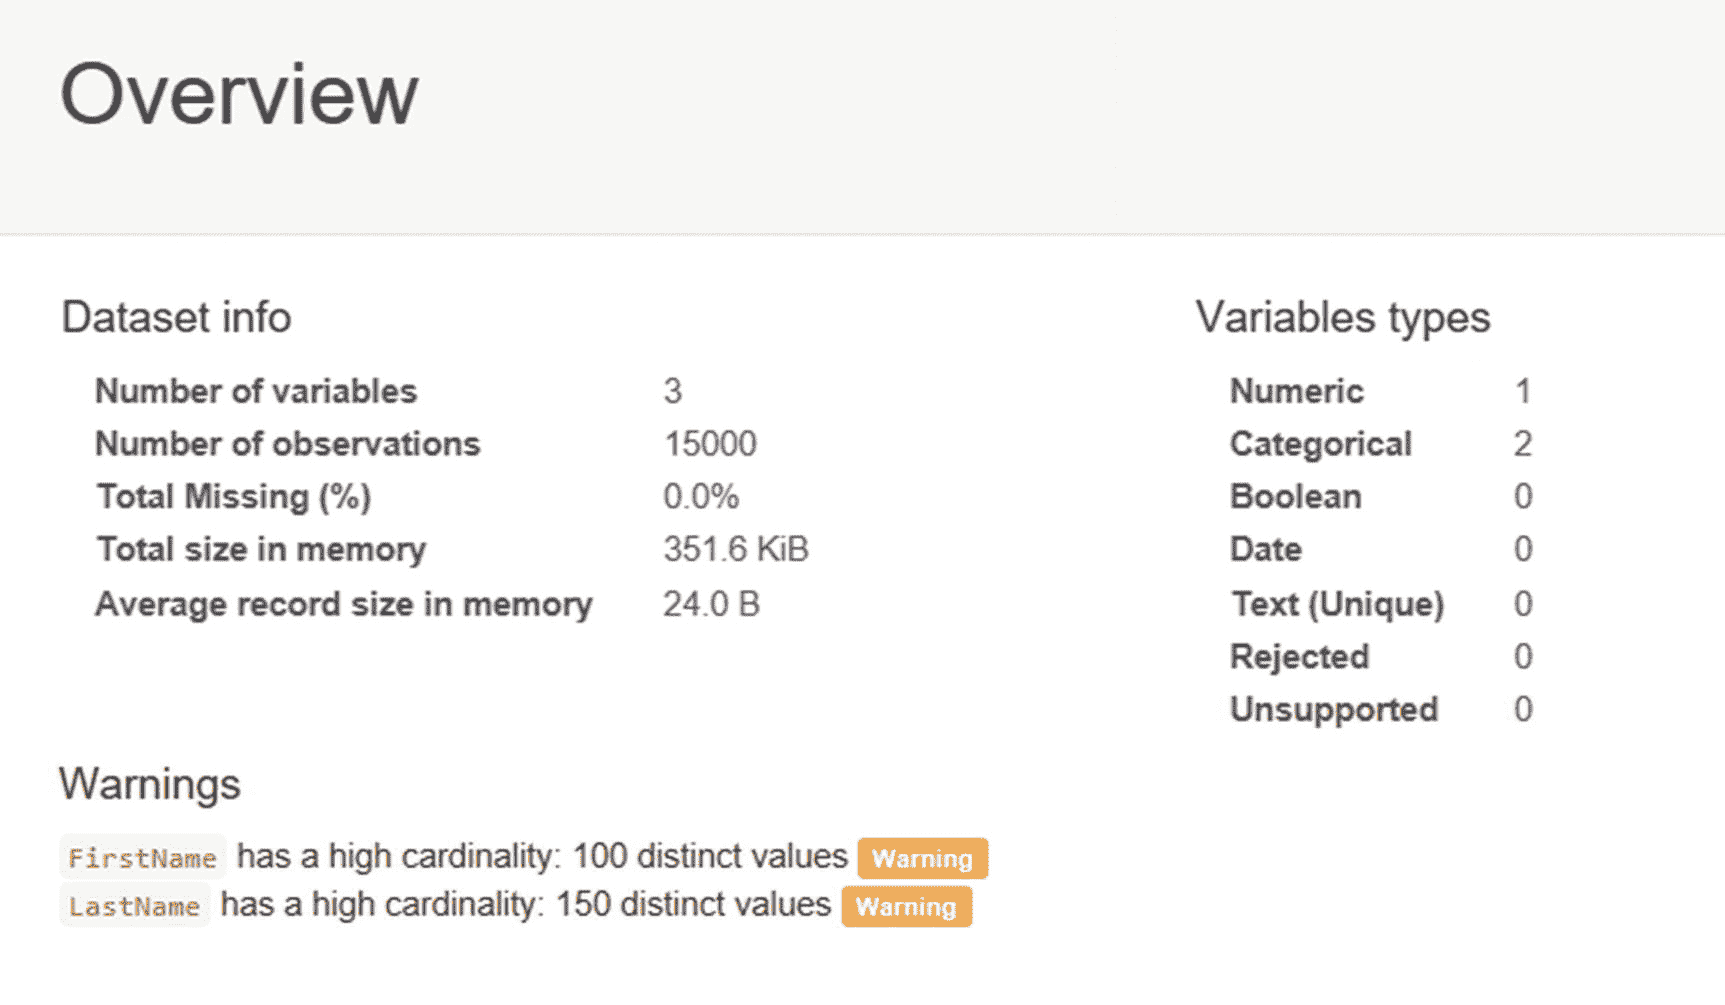 Overview
Dataset info
Number of variables 3
Number of observations 15000
Total Missing (%) 0.0%
Total size in memory 351.6 KiB
Average record size in memory 24.0 B
Variables types
Numeric 1
Categorical 2
Boolean 0
Date 0
Text (Unique) 0
Rejected 0
Unsupported 0
Warnings
FirstName has a high cardinality: 100 distinct values Warning
LastName has a high cardinality: 150 distinct values Warning